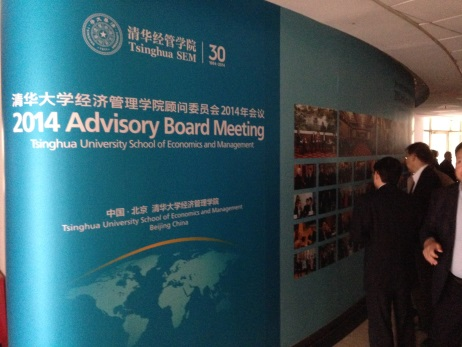 清华经管学院
Tsinghua SEM
30
1984-2014
清华大学经济管理学院顾问委员会2014年会议
2014 Advisory Board Meeting
Tsinghua University School of Economics and Management
中国·北京 清华大学经济管理学院
Tsinghua University School of Economics and Management
Beijing China